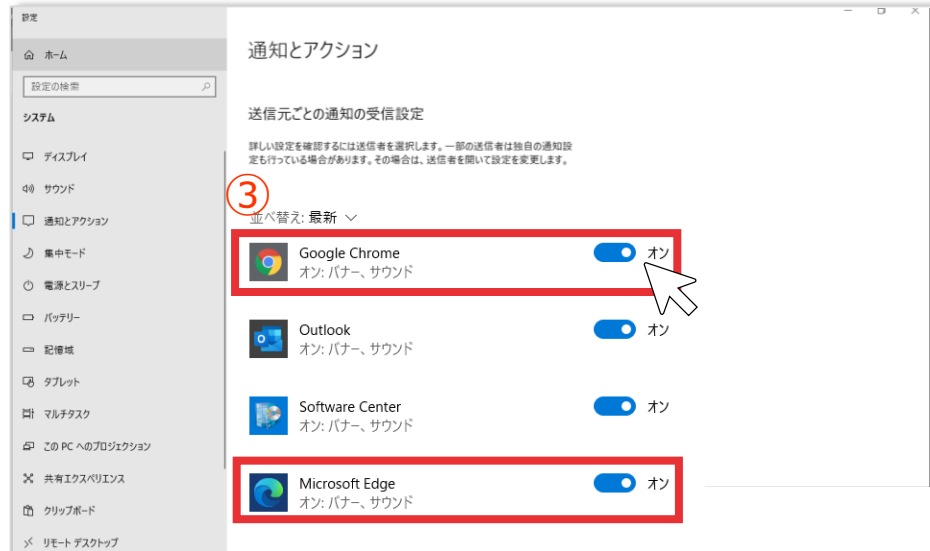 設定
ホーム
設定の検索
システム
ディスプレイ
サウンド
通知とアクション
集中モード
電源とスリープ
バッテリー
記憶域
タブレット
マルチタスク
この PC へのプロジェクション
共有エクスペリエンス
クリップボード
リモート デスクトップ
通知とアクション
送信元ごとの通知の受信設定
詳しい設定を確認するには送信者を選択します。一部の送信者は独自の通知設
定も行っている場合があります。その場合は、送信者を開いて設定を変更します。
③
並べ替え: 最新
Google Chrome
オン: バナー、サウンド
オン
Outlook
オン: バナー、サウンド
オン
Software Center
オン: バナー、サウンド
オン
Microsoft Edge
オン: バナー、サウンド
オン